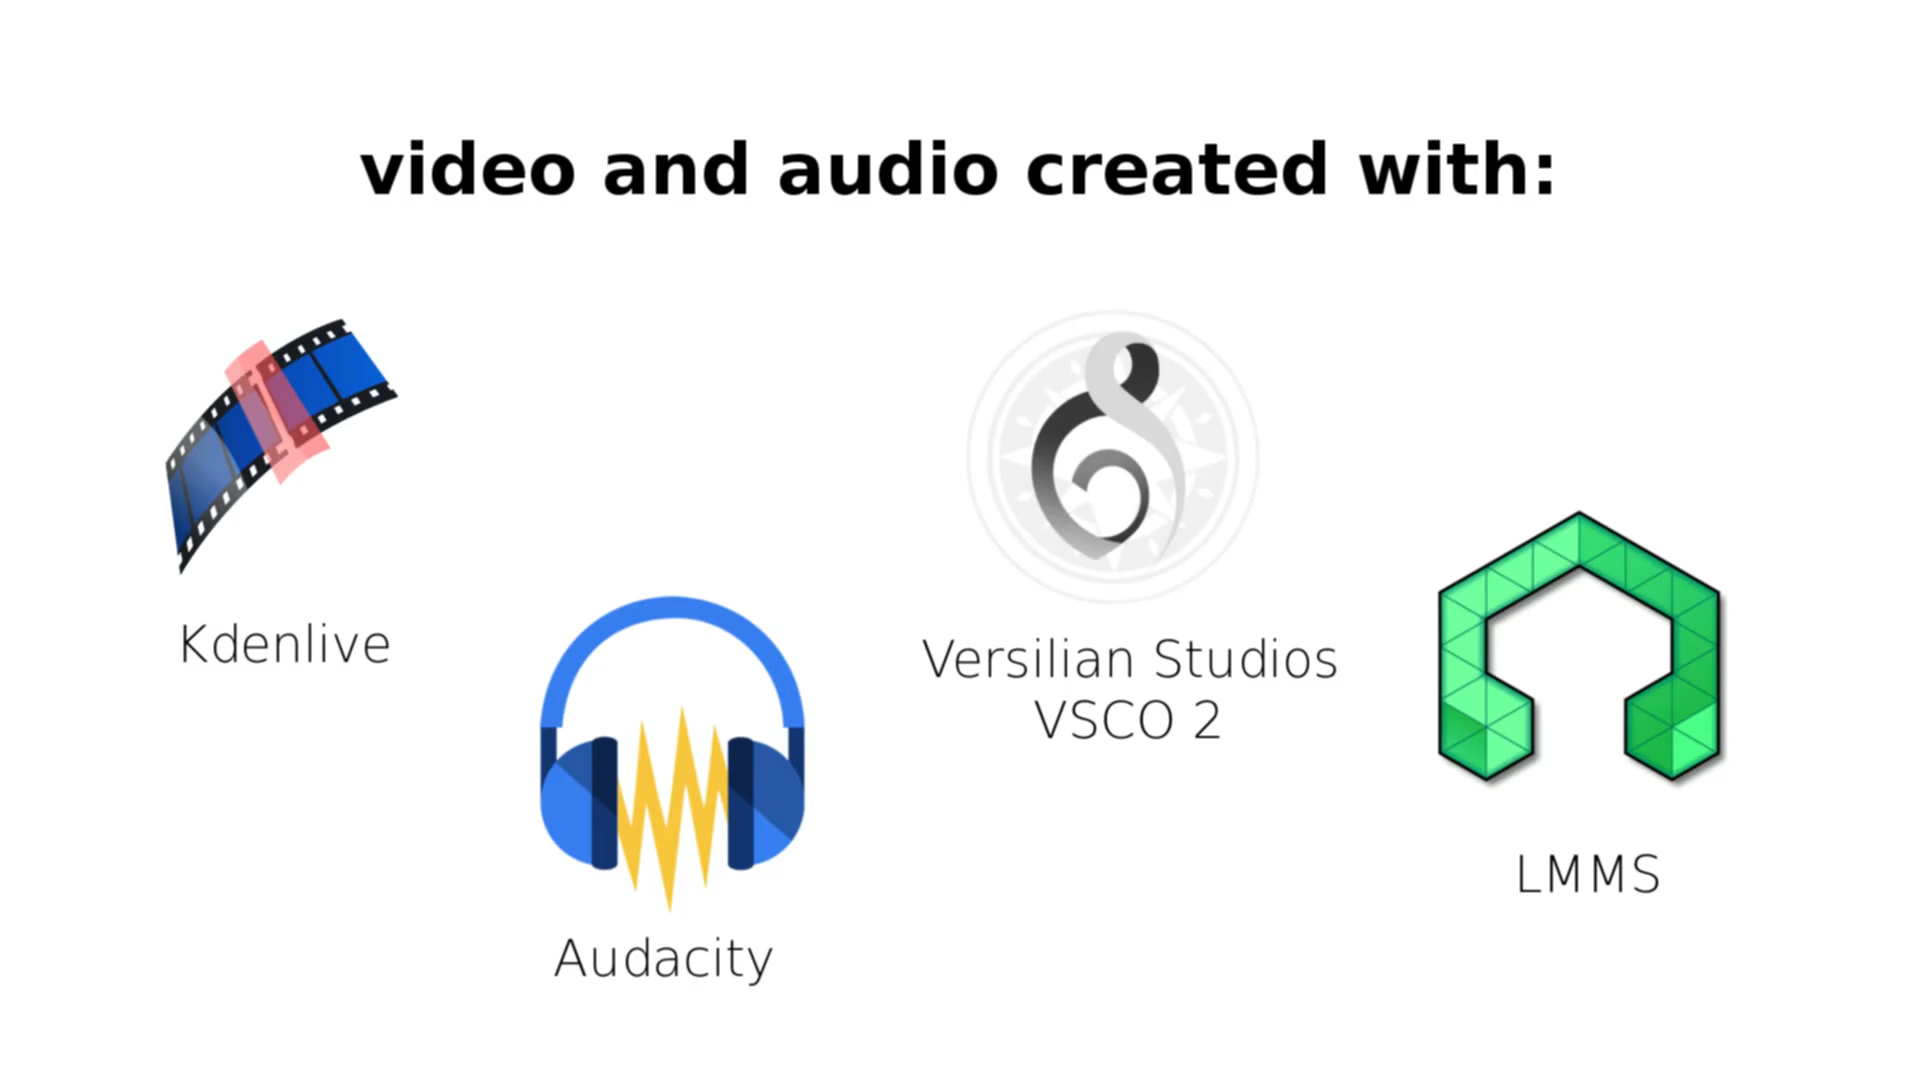 video and audio created with:
Kdenlive
Audacity
Versilian Studios
VSCO 2
LMMS